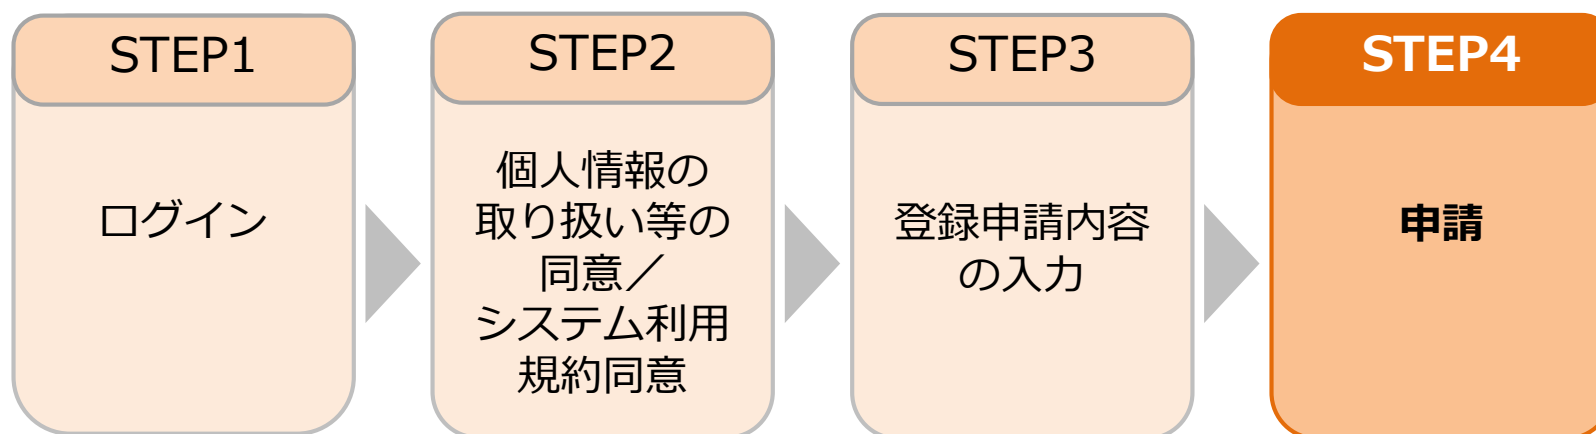 STEP1
ログイン
STEP2
個人情報の
取り扱い等の
同意／
システム利用
規約同意
STEP3
登録申請内容
の入力
STEP4
申請